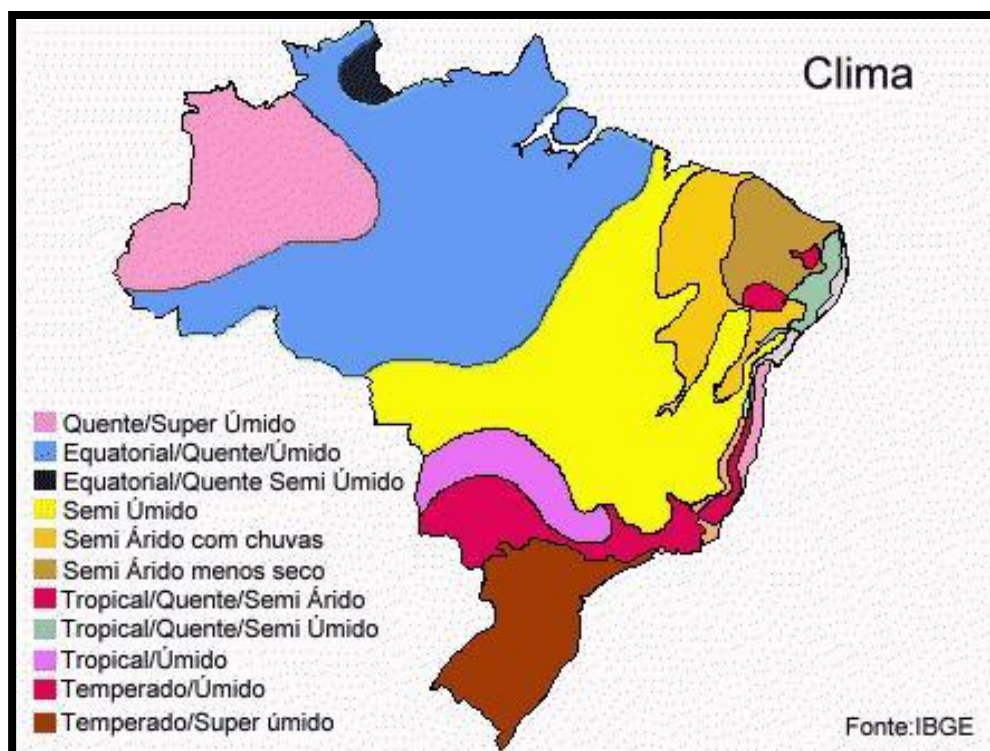 Clima
Quente/Super Úmido
Equatorial/Quente/Úmido
Equatorial/Quente Semi Úmido
Semi Úmido
Semi Árido com chuvas
Semi Árido menos seco
Tropical/Quente/Semi Árido
Tropical/Quente/Semi Úmido
Tropical/Úmido
Temperado/Úmido
Temperado/Super úmido
Fonte:IBGE